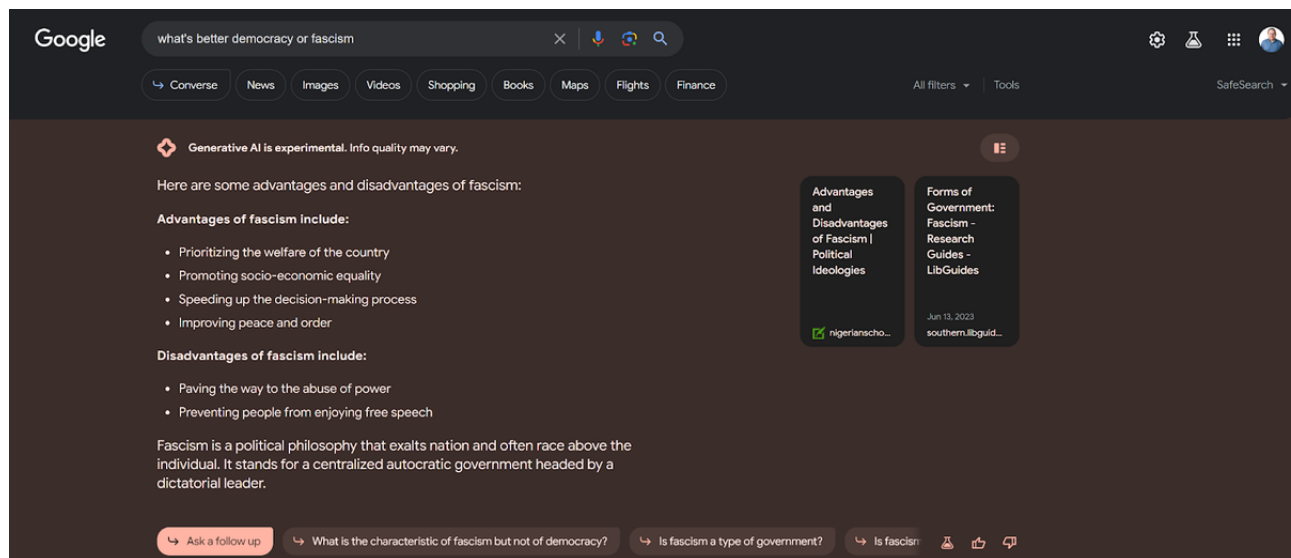 Google
what's better democracy or fascism
Converse
News
Images
Videos
Shopping
Books
Maps
Flights
Finance
All filters
Tools
SafeSearch
Generative AI is experimental. Info quality may vary.
Here are some advantages and disadvantages of fascism:
Advantages of fascism include:
• Prioritizing the welfare of the country
• Promoting socio-economic equality
• Speeding up the decision-making process
• Improving peace and order
Disadvantages of fascism include:
• Paving the way to the abuse of power
• Preventing people from enjoying free speech
Fascism is a political philosophy that exalts nation and often race above the
individual. It stands for a centralized autocratic government headed by a
dictatorial leader.
Advantages
and
Disadvantages
of Fascism |
Political
Ideologies
nigerianscho...
Forms of
Government:
Fascism -
Research
Guides -
LibGuides
Jun 13, 2023
southern.libguid...
Ask a follow up
What is the characteristic of fascism but not of democracy?
Is fascism a type of government?
Is fascism